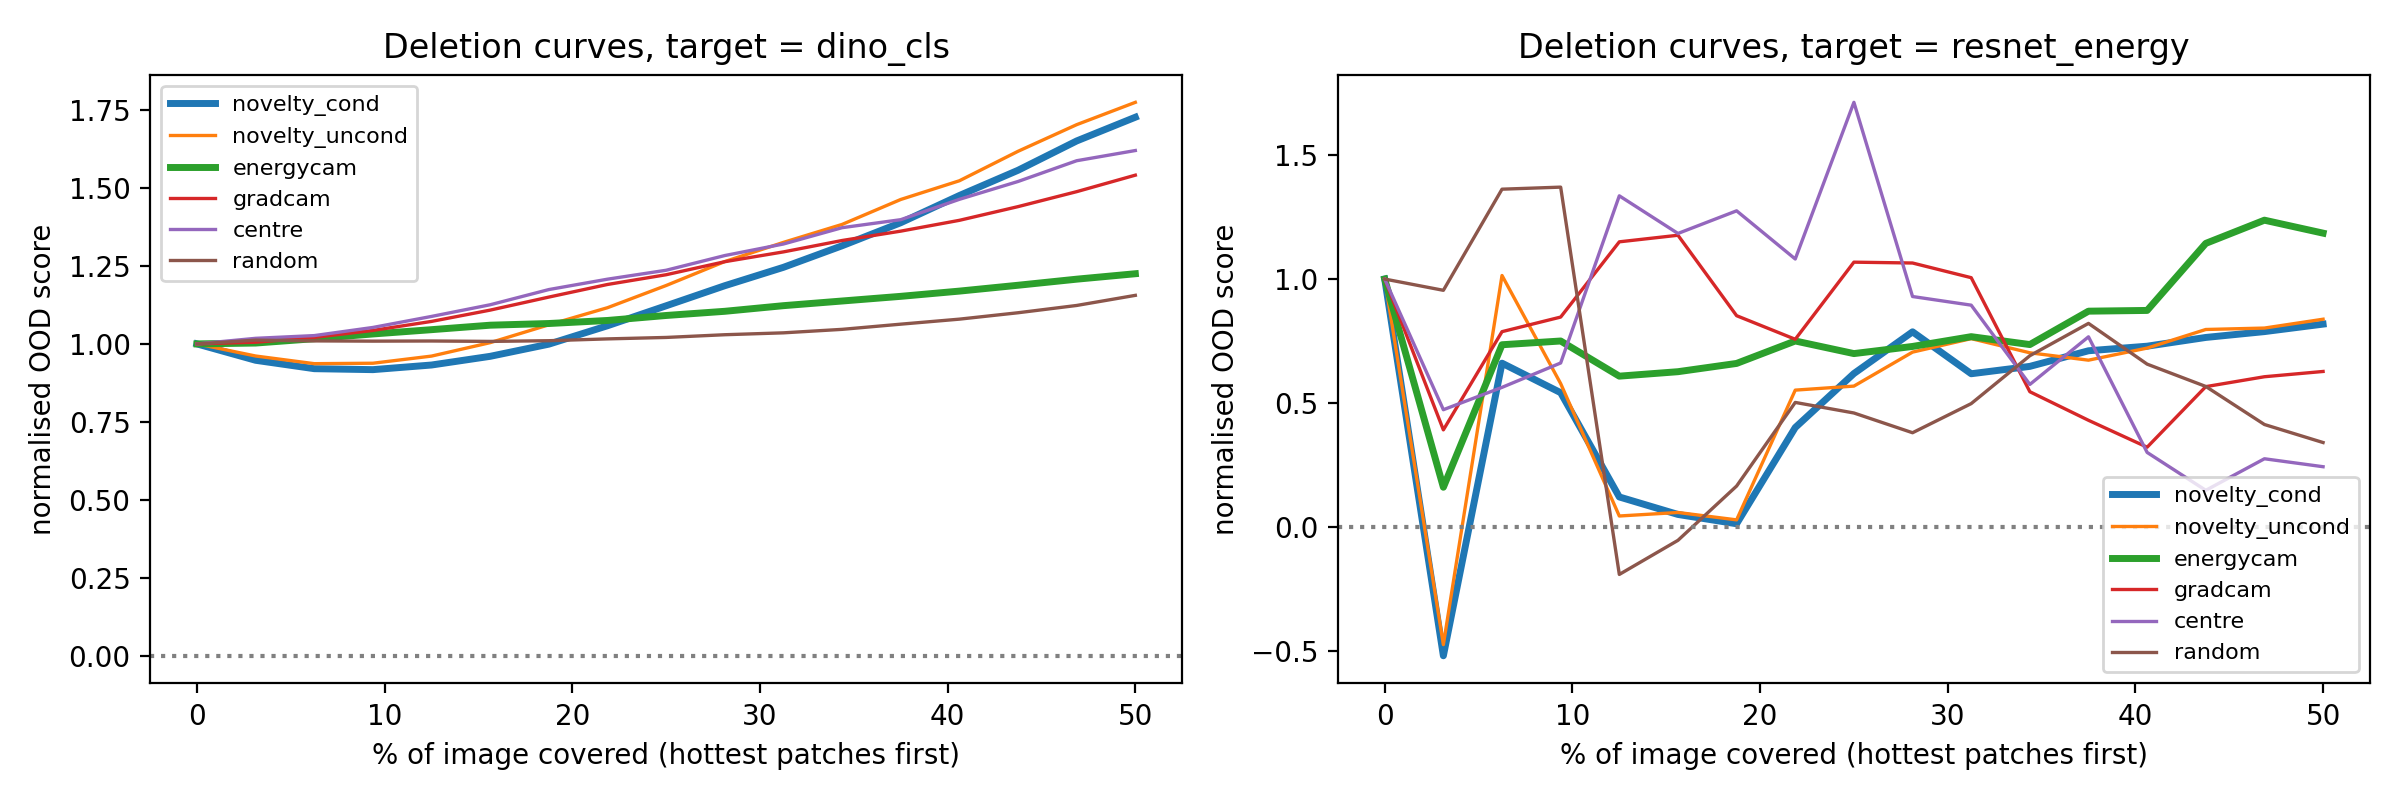 Deletion curves, target = dino_cls
normalised OOD score
1.75
1.50
1.25
1.00
0.75
0.50
0.25
0.00
novelty_cond
novelty_uncond
energycam
gradcam
centre
random
0 10 20 30 40 50
% of image covered (hottest patches first)
Deletion curves, target = resnet_energy
normalised OOD score
1.5
1.0
0.5
0.0
−0.5
novelty_cond
novelty_uncond
energycam
gradcam
centre
random
0 10 20 30 40 50
% of image covered (hottest patches first)